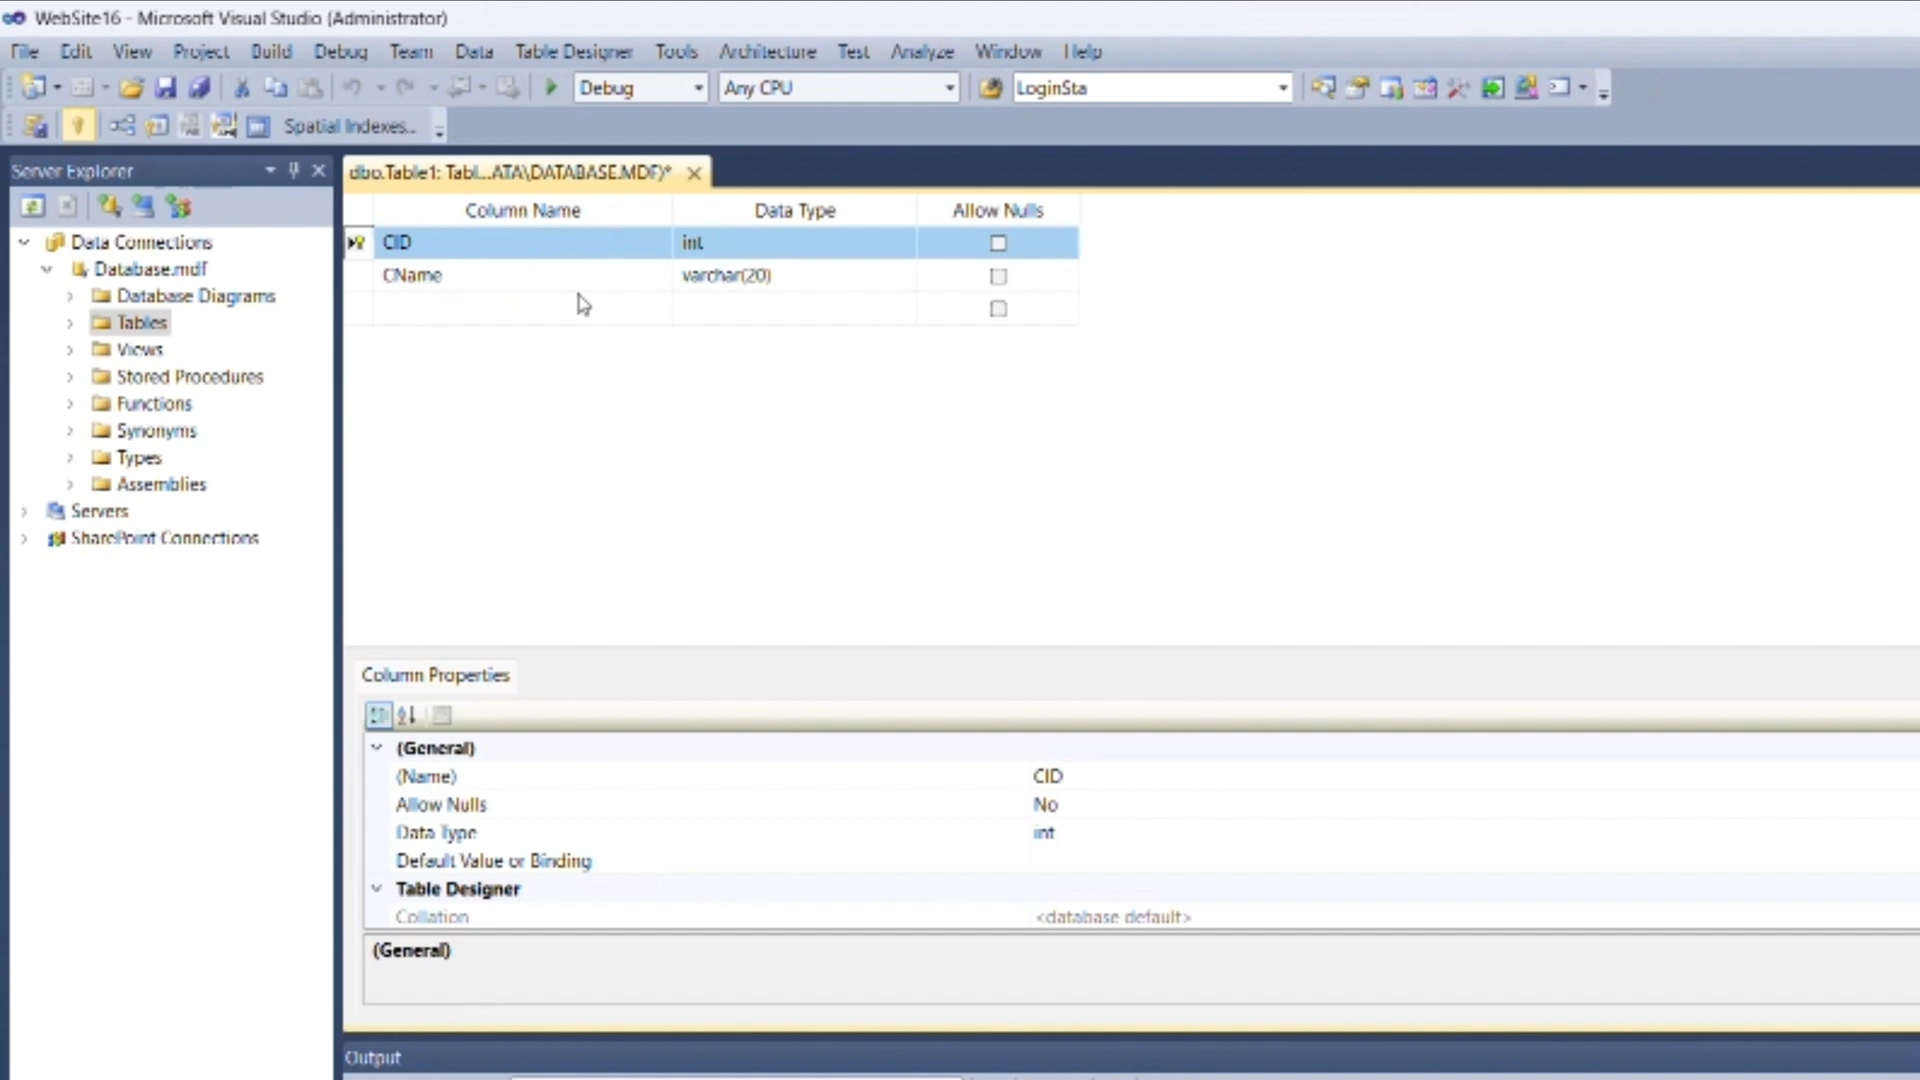 WebSite16 - Microsoft Visual Studio (Administrator)
File Edit View Project Build Debug Team Data Table Designer Tools Architecture Test Analyze Window Help
Debug Any CPU LoginSta
Spatial Indexes...
Server Explorer
Data Connections
Database.mdf
Database Diagrams
Tables
Views
Stored Procedures
Functions
Synonyms
Types
Assemblies
Servers
SharePoint Connections
dbo.Table1: Tabl...ATA\DATABASE.MDF)*
Column Name Data Type Allow Nulls
CID int
CName varchar(20)
Column Properties
(General)
(Name) CID
Allow Nulls No
Data Type int
Default Value or Binding
Table Designer
Collation <database default>
(General)
Output